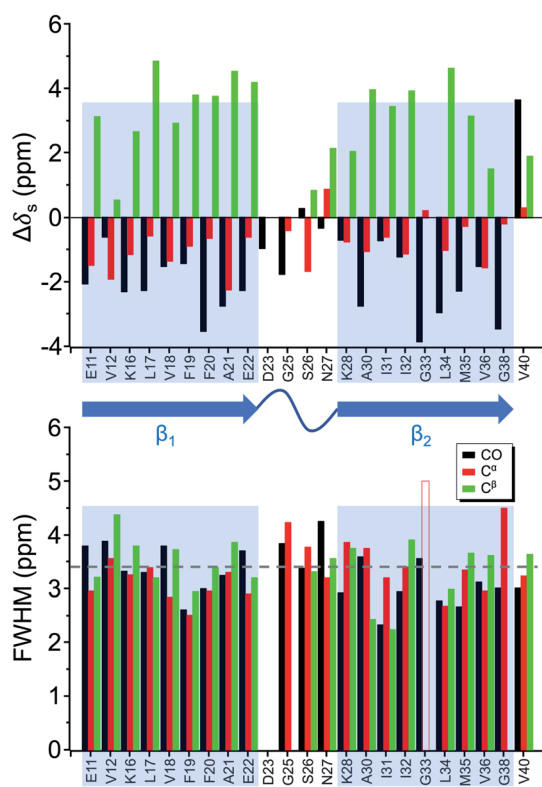 6
4
2
0
-2
-4
Δδs (ppm)
E11 V12 K16 L17 V18 F19 F20 A21 E22 D23 G25 S26 N27 K28 A30 I31 I32 G33 L34 M35 V36 G38 V40
β1
β2
6
5
4
3
2
1
0
FWHM (ppm)
CO
Cα
Cβ
E11 V12 K16 L17 V18 F19 F20 A21 E22 D23 G25 S26 N27 K28 A30 I31 I32 G33 L34 M35 V36 G38 V40